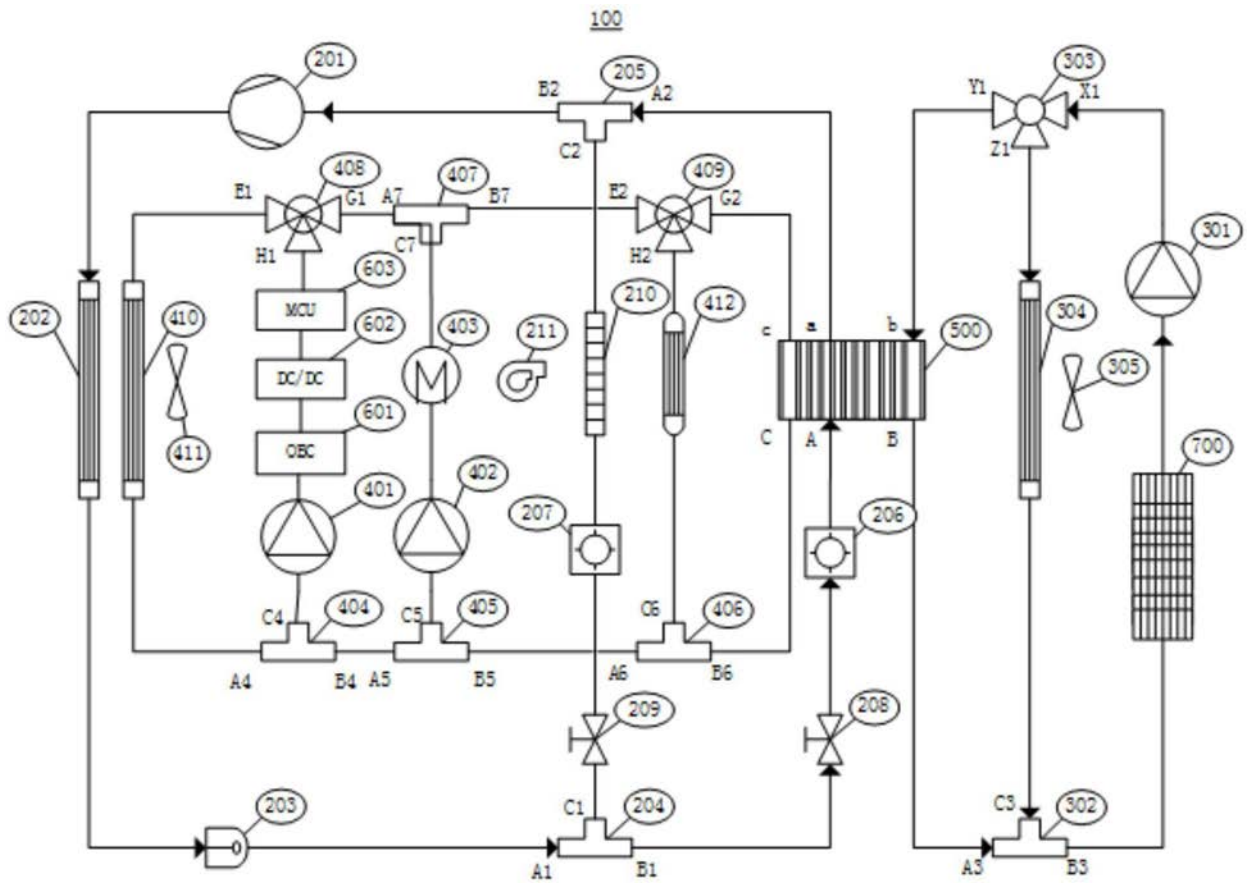 100
201
205
303
B2
A2
Y1
X1
C2
Z1
408
407
409
E1
G1
A7
B7
E2
G2
301
H1
C7
H2
603
202
410
MCU
210
412
304
602
403
211
c
a
b
500
DC/DC
305
601
411
OBC
C
A
B
700
401
402
207
206
C4
404
C5
405
C6
406
A4
B4
A5
B5
A6
B6
209
208
203
C1
204
C3
302
A1
B1
A3
B3